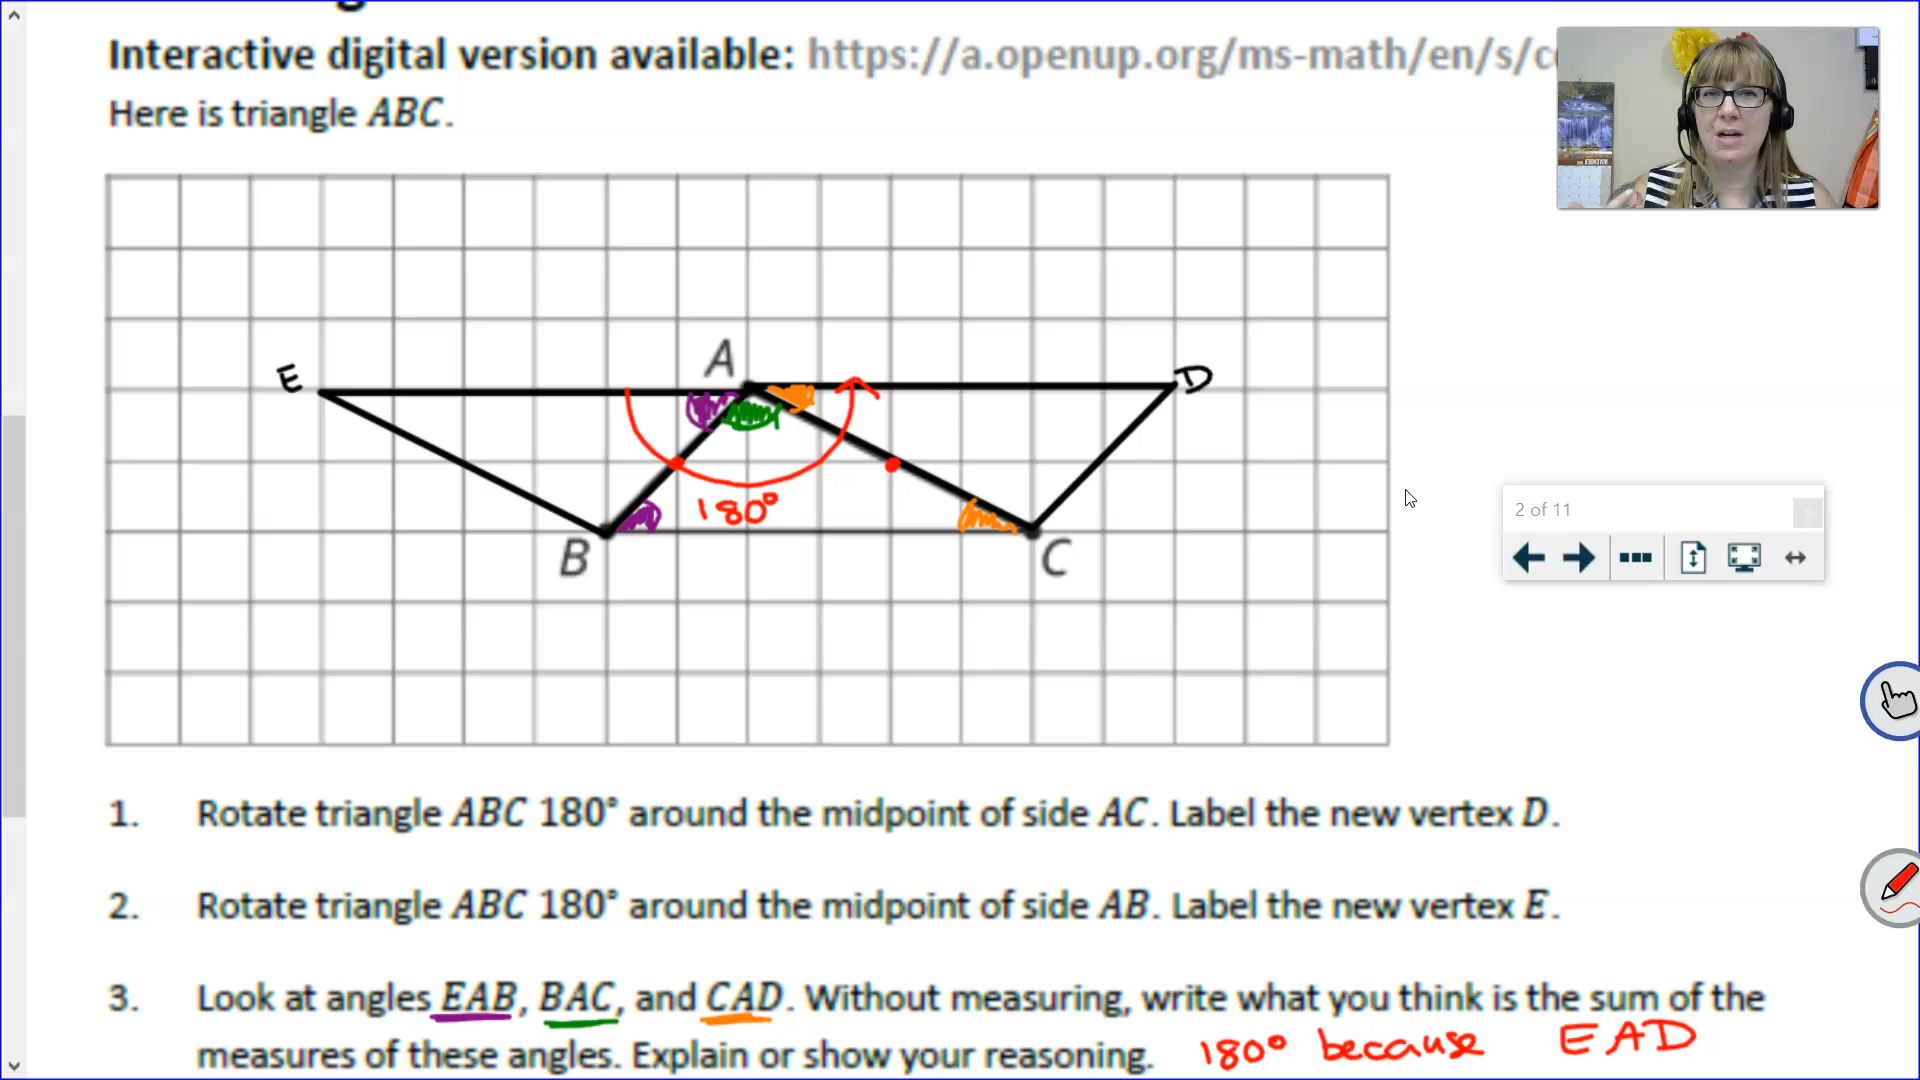 Interactive digital version available: https://a.openup.org/ms-math/en/s/c
Here is triangle ABC.
E
A
D
180°
B
C
2 of 11
1. Rotate triangle ABC 180° around the midpoint of side AC. Label the new vertex D.
2. Rotate triangle ABC 180° around the midpoint of side AB. Label the new vertex E.
3. Look at angles EAB, BAC, and CAD. Without measuring, write what you think is the sum of the
measures of these angles. Explain or show your reasoning. 180° because EAD